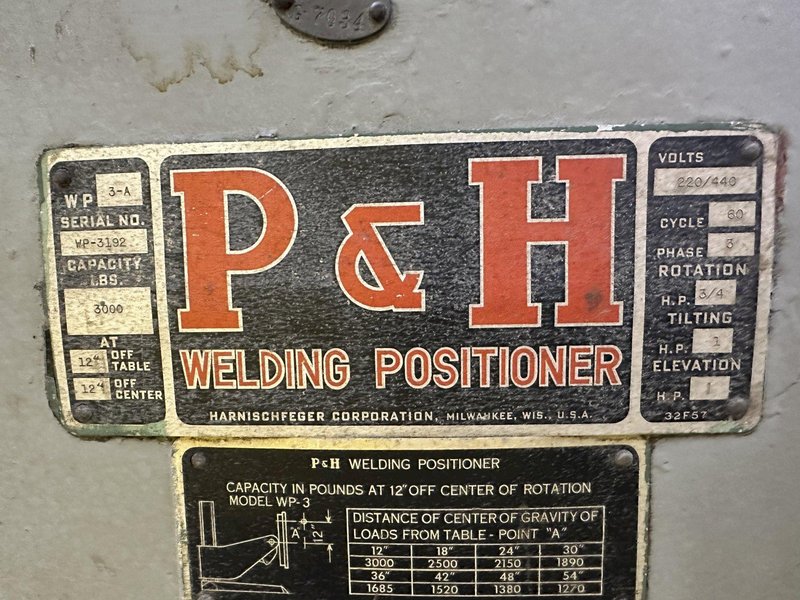 G 7034
WP 3-A
SERIAL NO.
WP-3192
CAPACITY
LBS.
3000
AT
12" OFF TABLE
12" OFF CENTER
P & H
WELDING POSITIONER
HARNISCHFEGER CORPORATION, MILWAUKEE, WIS., U.S.A.
VOLTS
220/440
CYCLE 60
PHASE 3
ROTATION
H.P. 3/4
TILTING
H.P. 1
ELEVATION
H.P. 1
32F57
P&H WELDING POSITIONER
CAPACITY IN POUNDS AT 12" OFF CENTER OF ROTATION
MODEL WP-3
"A"
12"
DISTANCE OF CENTER OF GRAVITY OF
LOADS FROM TABLE - POINT "A"
12" 18" 24" 30"
3000 2500 2150 1890
36" 42" 48" 54"
1685 1520 1380 1270